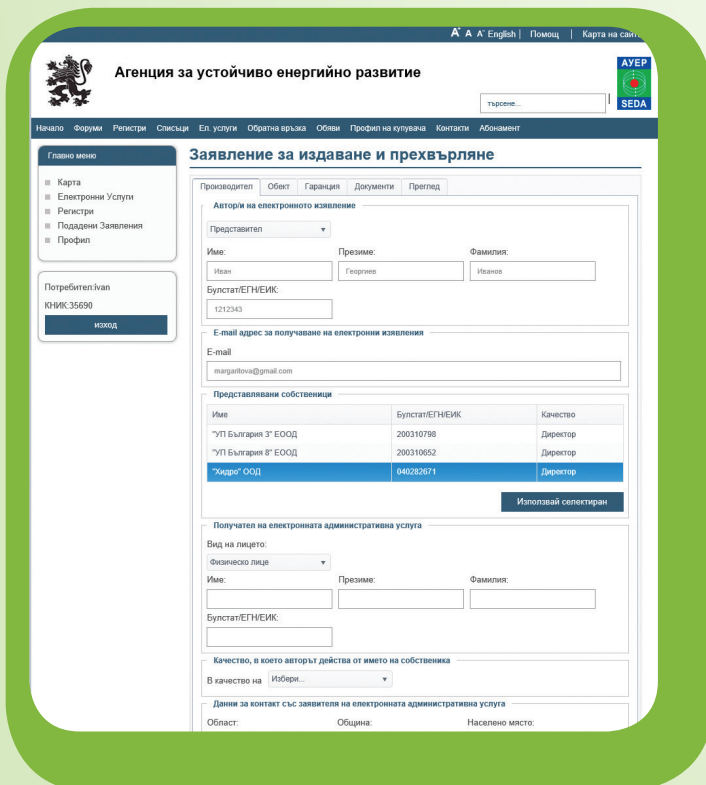 A+ A A- English | Помощ | Карта на сайта
Агенция за устойчиво енергийно развитие
АУЕР
SEDA
търсене...
Начало Форуми Регистри Списъци Ел. услуги Обратна връзка Обяви Профил на купувача Контакти Абонамент
Главно меню
Карта
Електронни Услуги
Регистри
Подадени Заявления
Профил
Потребител:ivan
КНИК:35690
изход
Заявление за издаване и прехвърляне
Производител Обект Гаранция Документи Преглед
Автор/и на електронното изявление
Представител
Име: Презиме: Фамилия:
Иван Георгиев Иванов
Булстат/ЕГН/ЕИК:
1212343
E-mail адрес за получаване на електронни изявления
E-mail
margaritlova@gmail.com
Представлявани собственици
Име Булстат/ЕГН/ЕИК Качество
"УП България 3" ЕООД 200310798 Директор
"УП България 8" ЕООД 200310652 Директор
"Хидро" ООД 040282671 Директор
Използвай селектиран
Получател на електронната административна услуга
Вид на лицето:
Физическо лице
Име: Презиме: Фамилия:
Булстат/ЕГН/ЕИК:
Качество, в което авторът действа от името на собственика
В качество на Избери...
Данни за контакт със заявителя на електронната административна услуга
Област: Община: Населено място: